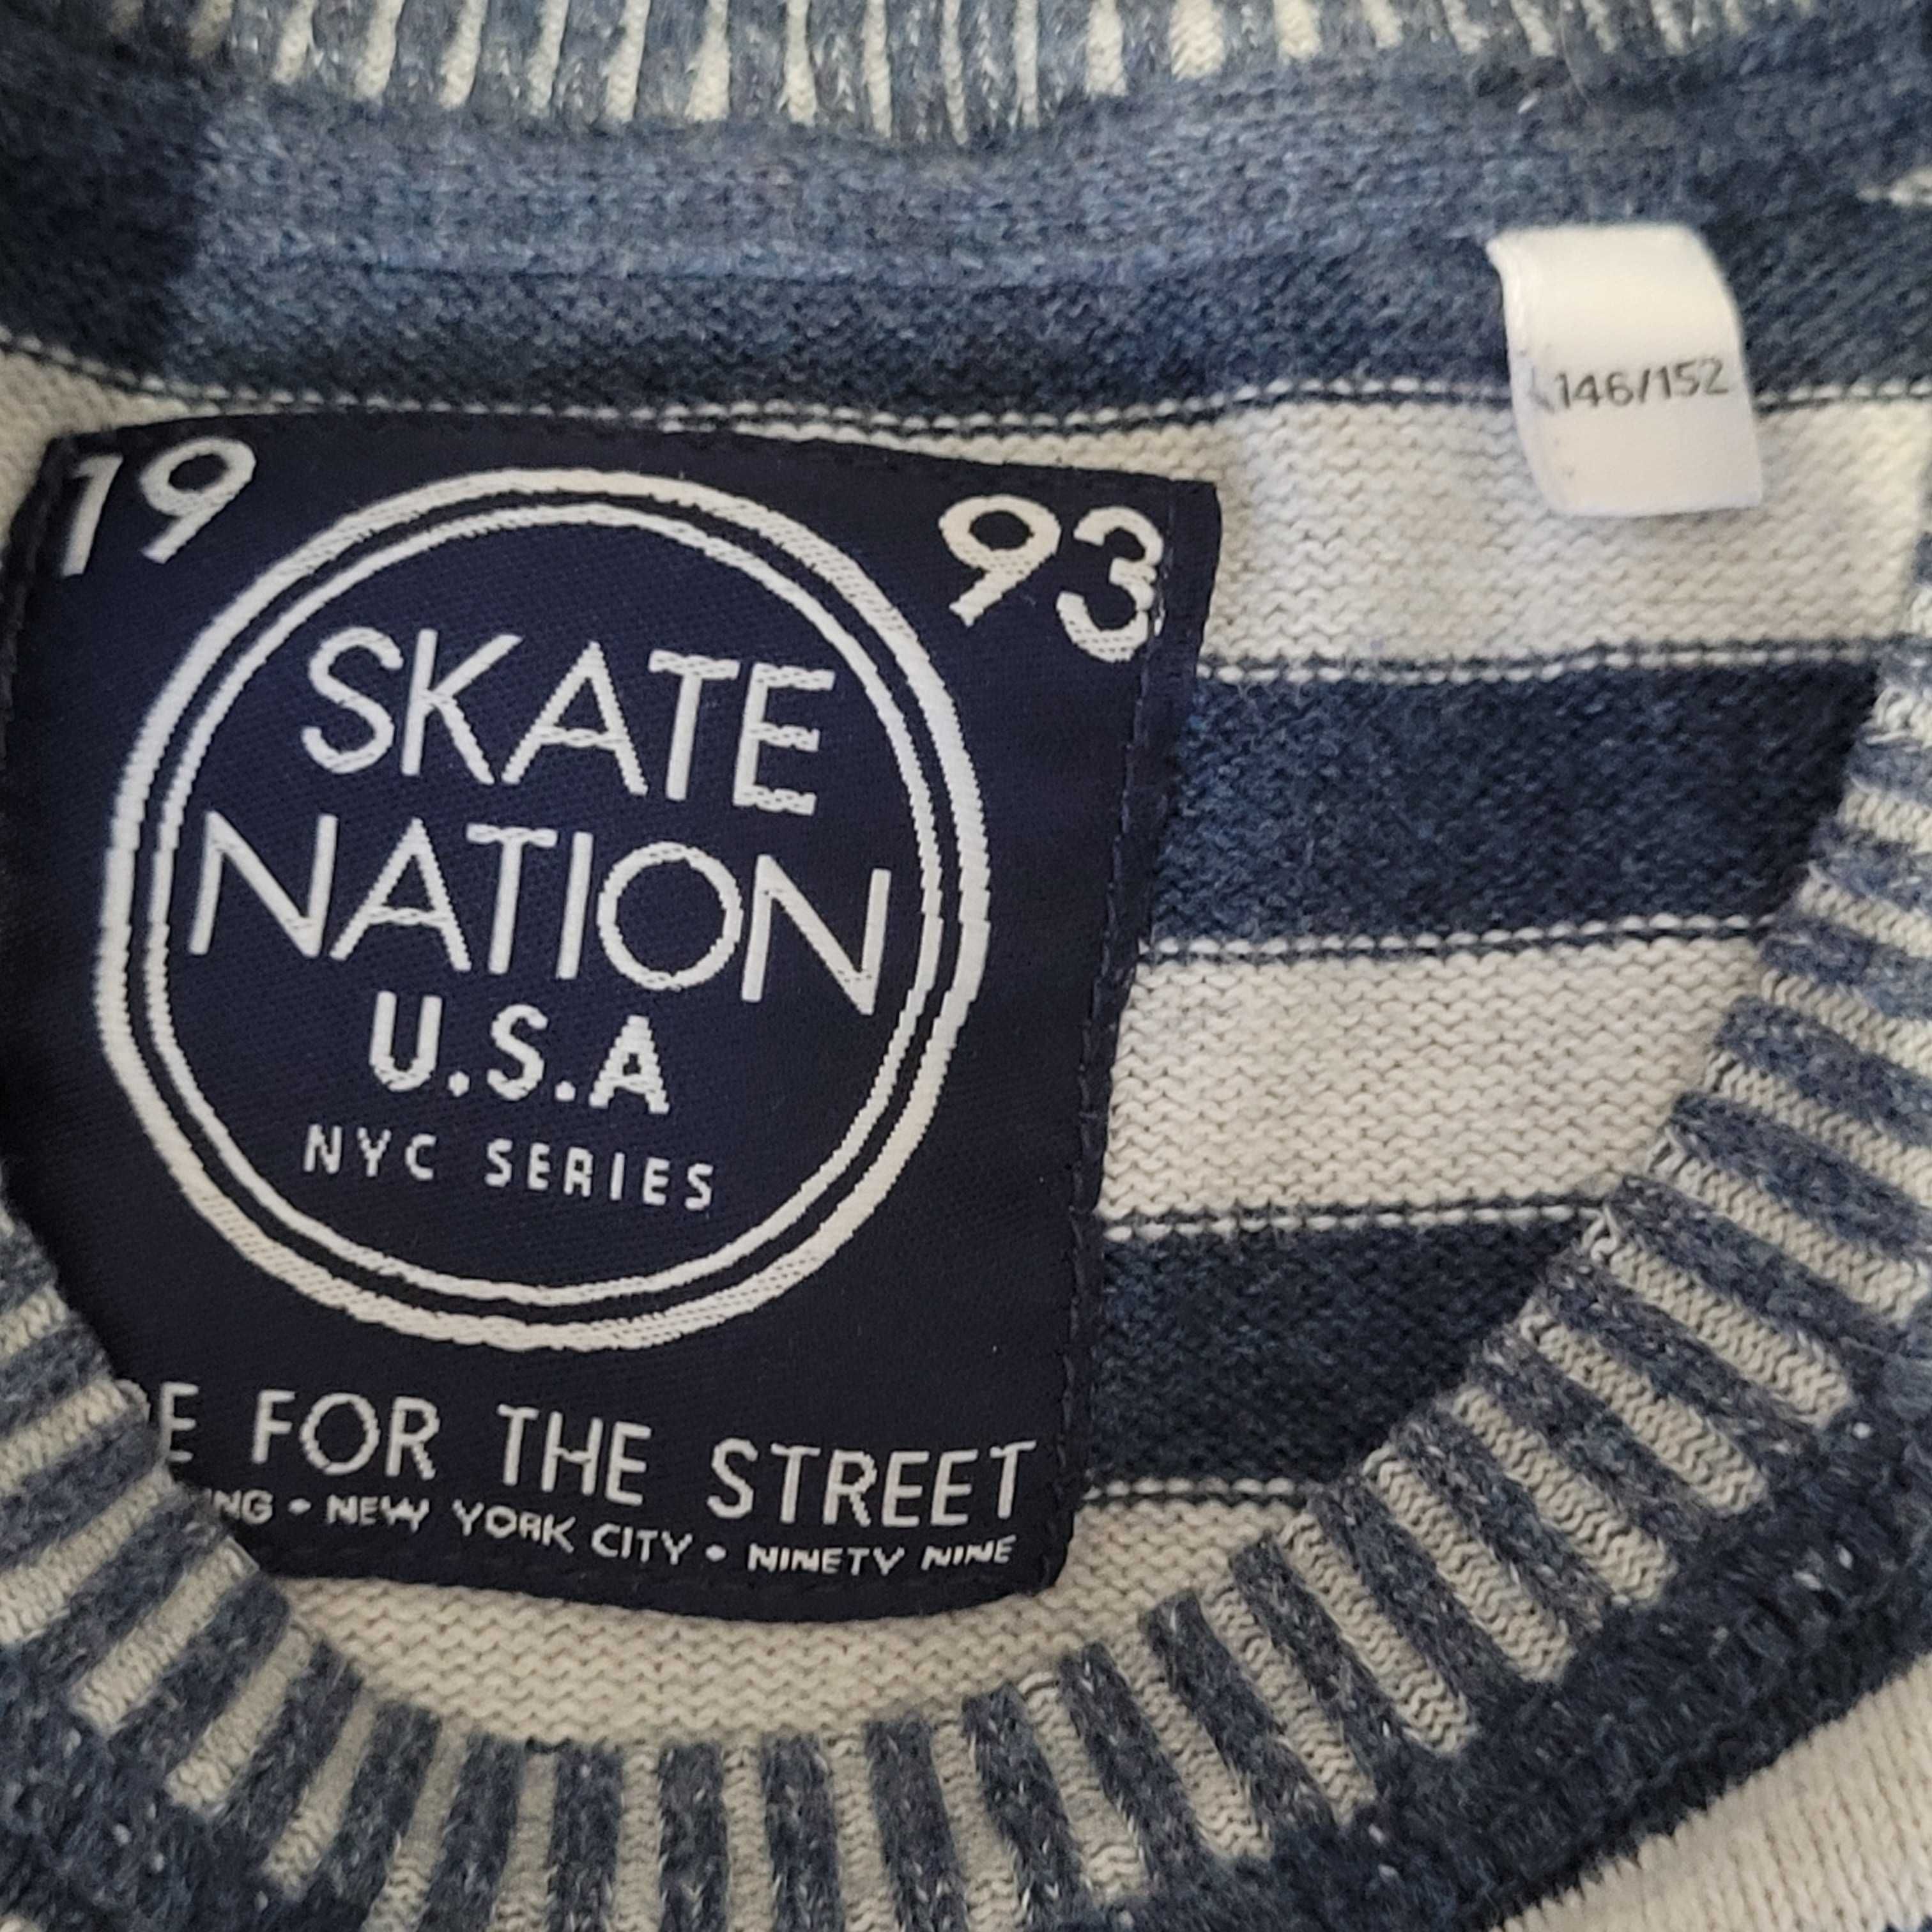 146/152
19 93
SKATE
NATION
U.S.A
NYC SERIES
FOR THE STREET
NEW YORK CITY • NINETY NINE